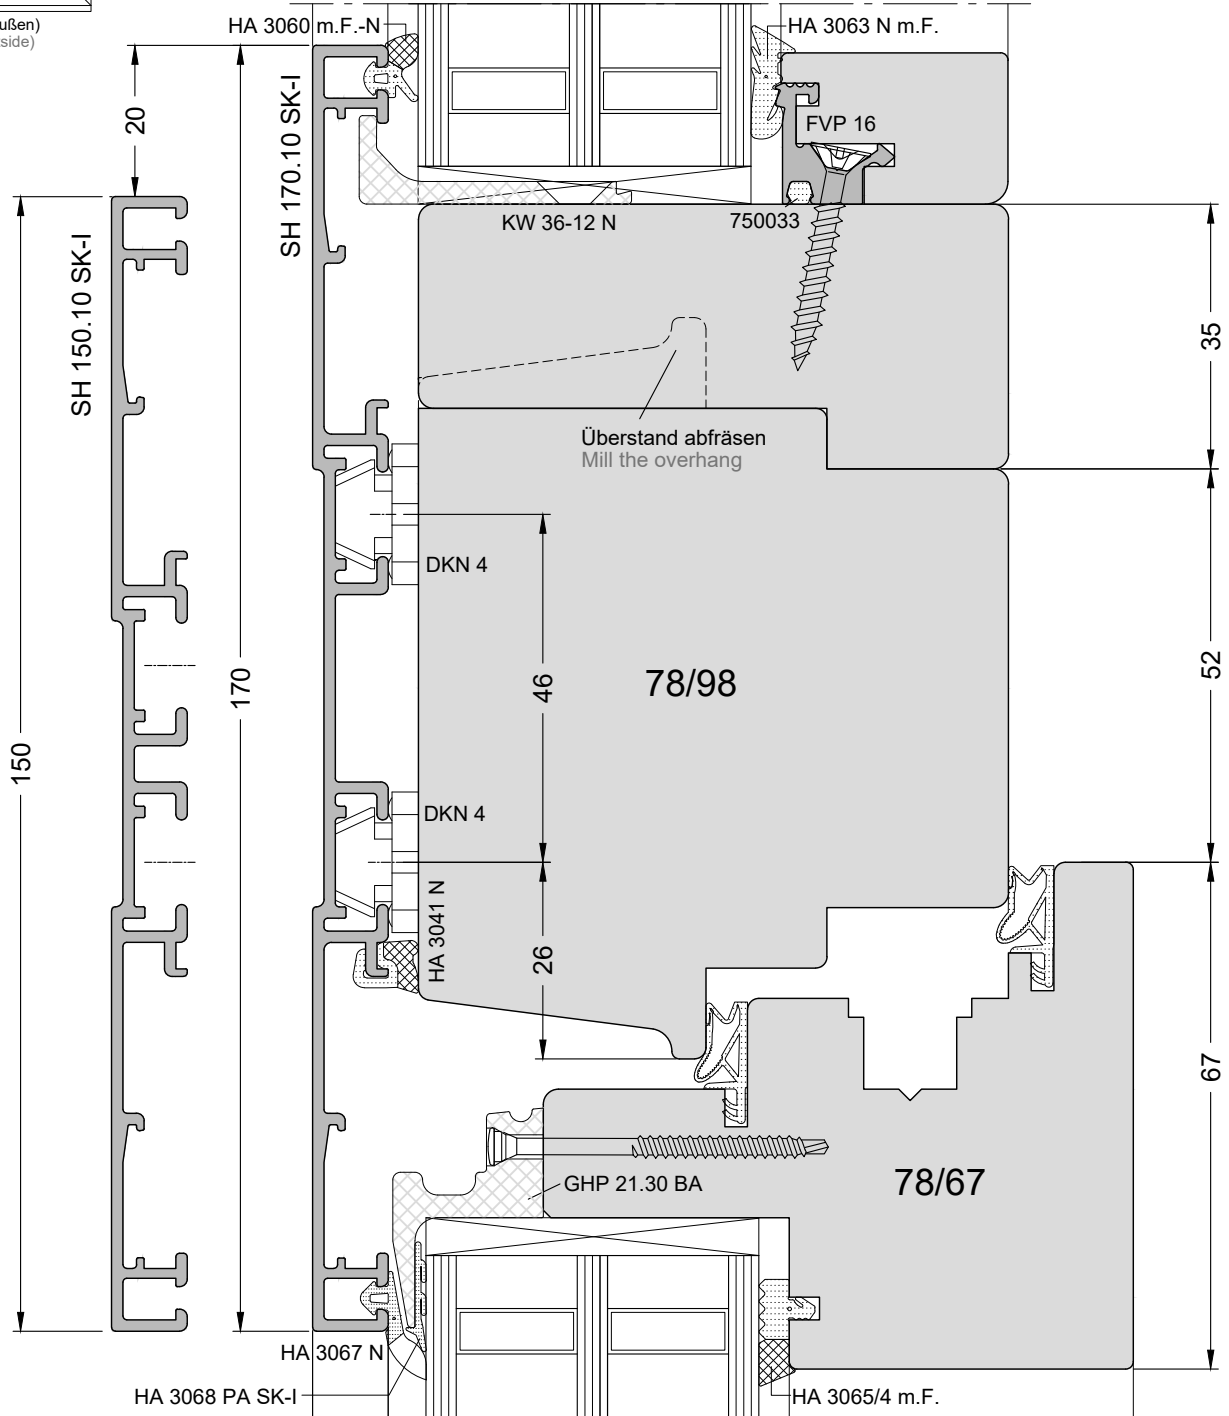 ußen)
side)
HA 3060 m.F.-N
HA 3063 N m.F.
20
SH 170.10 SK-I
FVP 16
KW 36-12 N
750033
SH 150.10 SK-I
35
Überstand abfräsen
Mill the overhang
DKN 4
46
78/98
52
170
150
DKN 4
HA 3041 N
26
67
GHP 21.30 BA
78/67
HA 3067 N
HA 3068 PA SK-I
HA 3065/4 m.F.